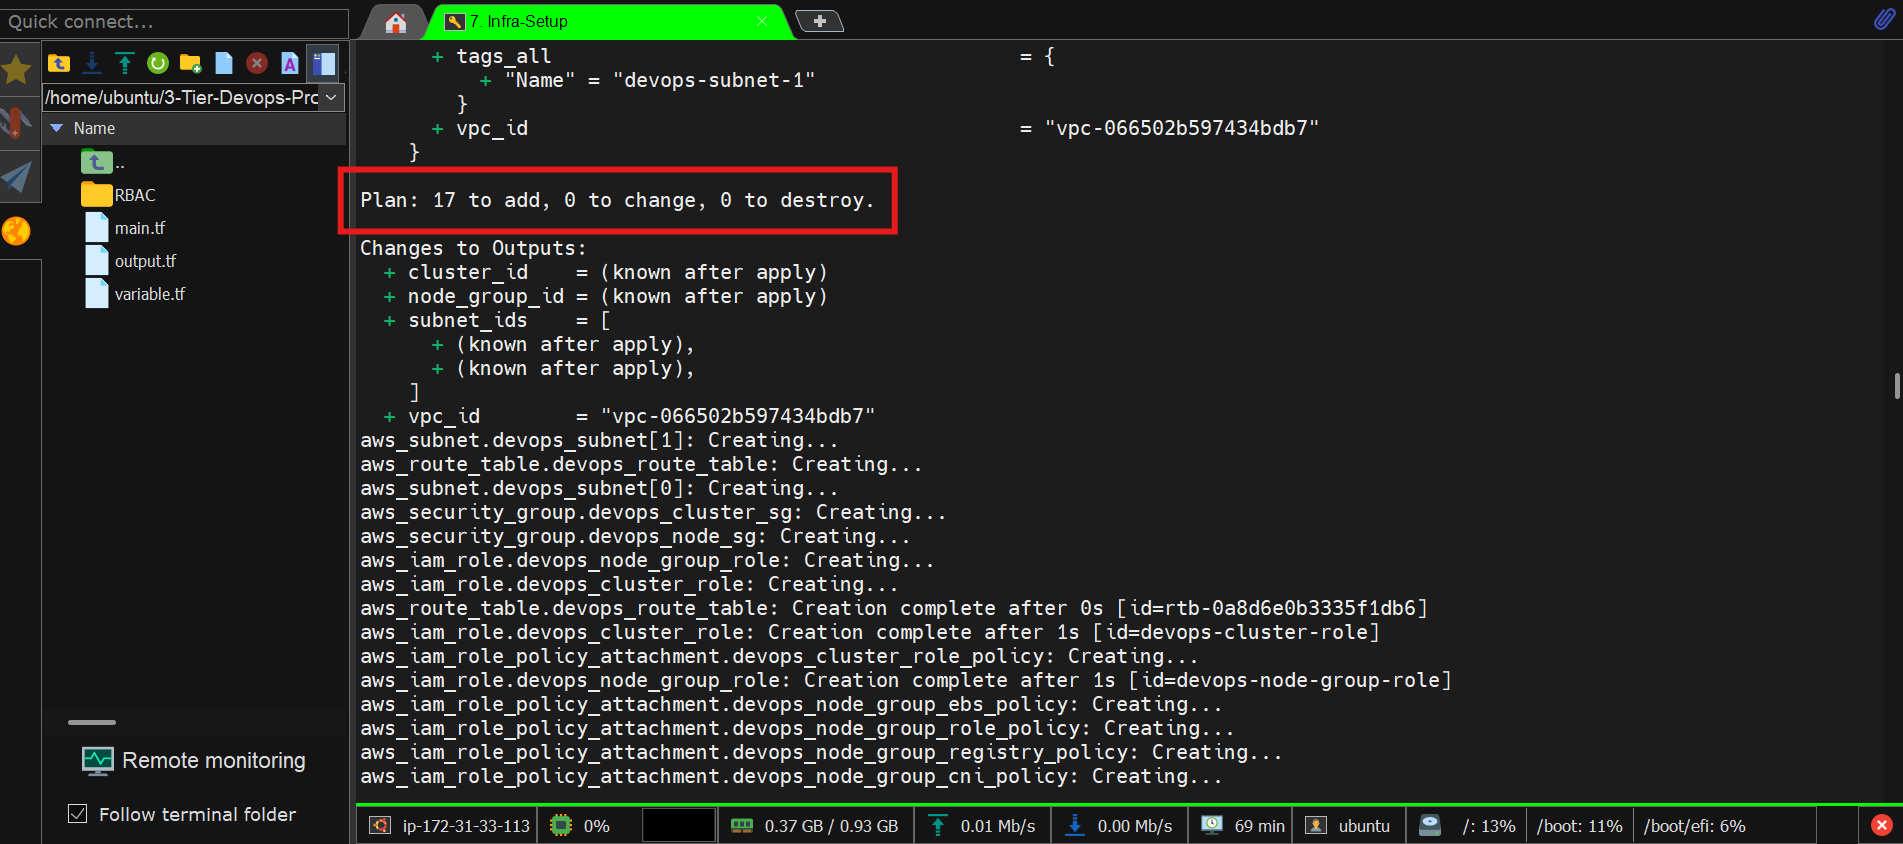 Quick connect...
7. Infra-Setup
/home/ubuntu/3-Tier-Devops-Pro
Name
..
RBAC
main.tf
output.tf
variable.tf
Remote monitoring
Follow terminal folder
+ tags_all = {
+ "Name" = "devops-subnet-1"
}
+ vpc_id = "vpc-066502b597434bdb7"
}
Plan: 17 to add, 0 to change, 0 to destroy.
Changes to Outputs:
+ cluster_id = (known after apply)
+ node_group_id = (known after apply)
+ subnet_ids = [
+ (known after apply),
+ (known after apply),
]
+ vpc_id = "vpc-066502b597434bdb7"
aws_subnet.devops_subnet[1]: Creating...
aws_route_table.devops_route_table: Creating...
aws_subnet.devops_subnet[0]: Creating...
aws_security_group.devops_cluster_sg: Creating...
aws_security_group.devops_node_sg: Creating...
aws_iam_role.devops_node_group_role: Creating...
aws_iam_role.devops_cluster_role: Creating...
aws_route_table.devops_route_table: Creation complete after 0s [id=rtb-0a8d6e0b3335f1db6]
aws_iam_role.devops_cluster_role: Creation complete after 1s [id=devops-cluster-role]
aws_iam_role_policy_attachment.devops_cluster_role_policy: Creating...
aws_iam_role.devops_node_group_role: Creation complete after 1s [id=devops-node-group-role]
aws_iam_role_policy_attachment.devops_node_group_ebs_policy: Creating...
aws_iam_role_policy_attachment.devops_node_group_role_policy: Creating...
aws_iam_role_policy_attachment.devops_node_group_registry_policy: Creating...
aws_iam_role_policy_attachment.devops_node_group_cni_policy: Creating...
ip-172-31-33-113 0% 0.37 GB / 0.93 GB 0.01 Mb/s 0.00 Mb/s 69 min ubuntu /: 13% /boot: 11% /boot/efi: 6%